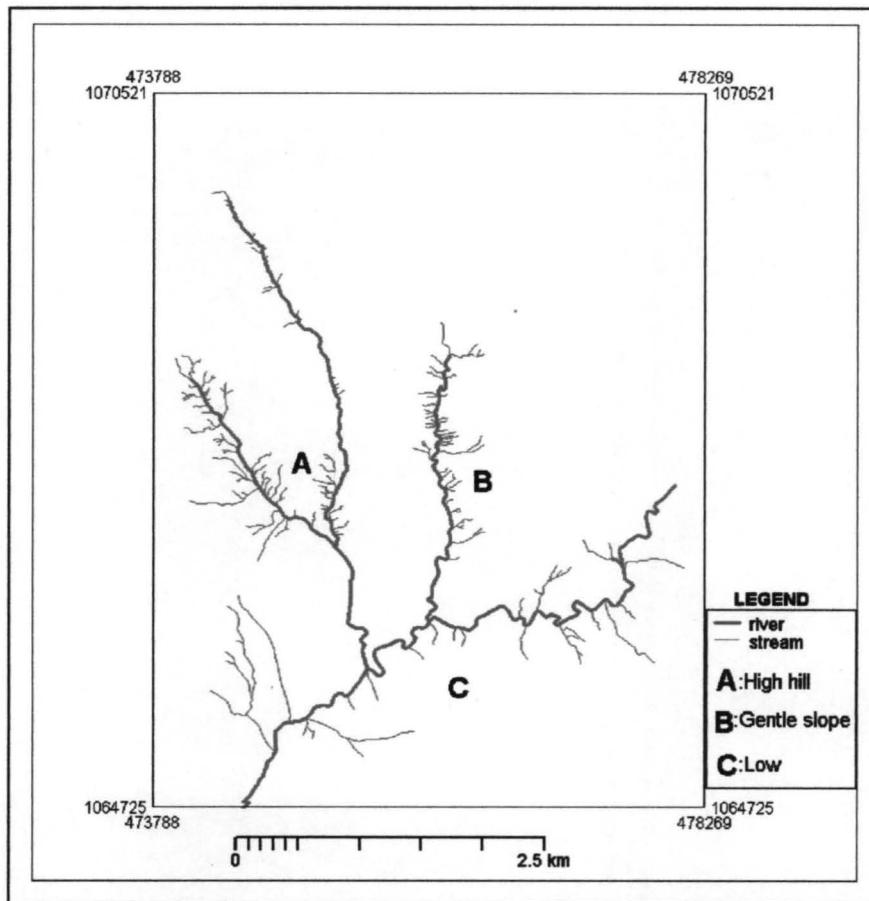 473788 478269
1070521 1070521
A
B
C
LEGEND
river
stream
A:High hill
B:Gentle slope
C:Low
1064725 1064725
473788 478269
0 2.5 km